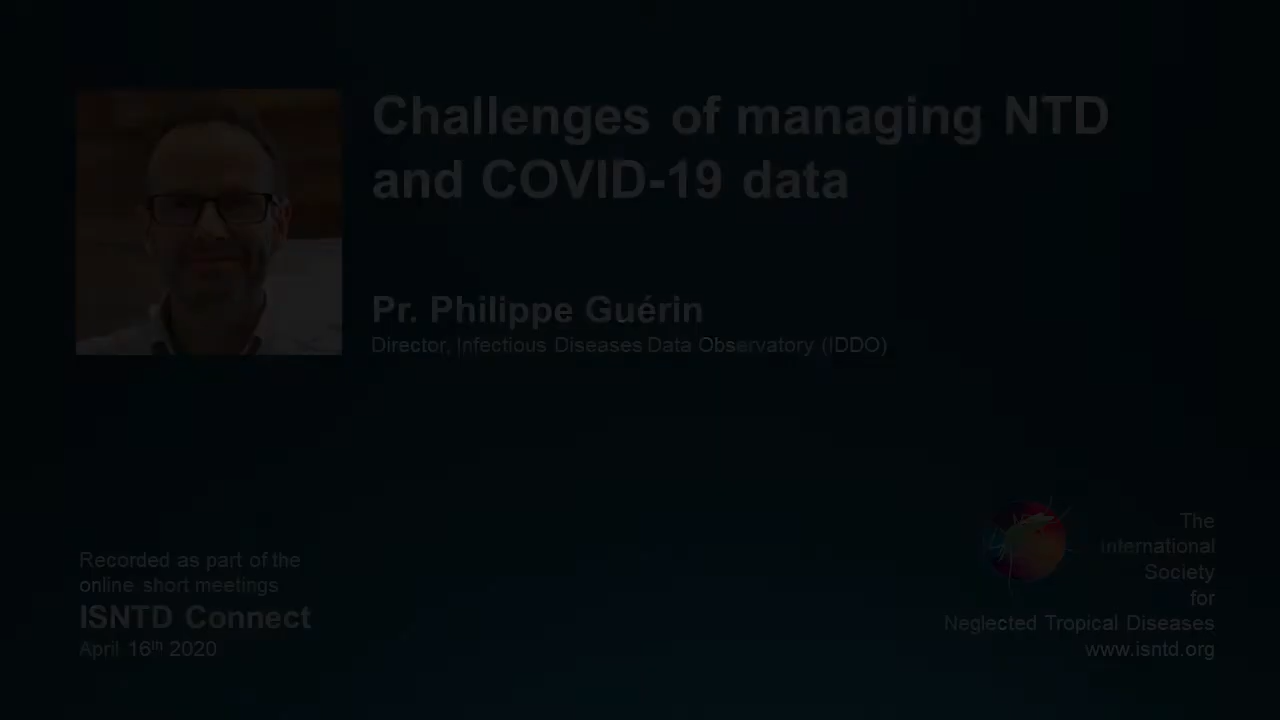 Challenges of managing NTD
and COVID-19 data
Pr. Philippe Guérin
Director, Infectious Diseases Data Observatory (IDDO)
Recorded as part of the
online short meetings
ISNTD Connect
April 16th 2020
The
International
Society
for
Neglected Tropical Diseases
www.isntd.org